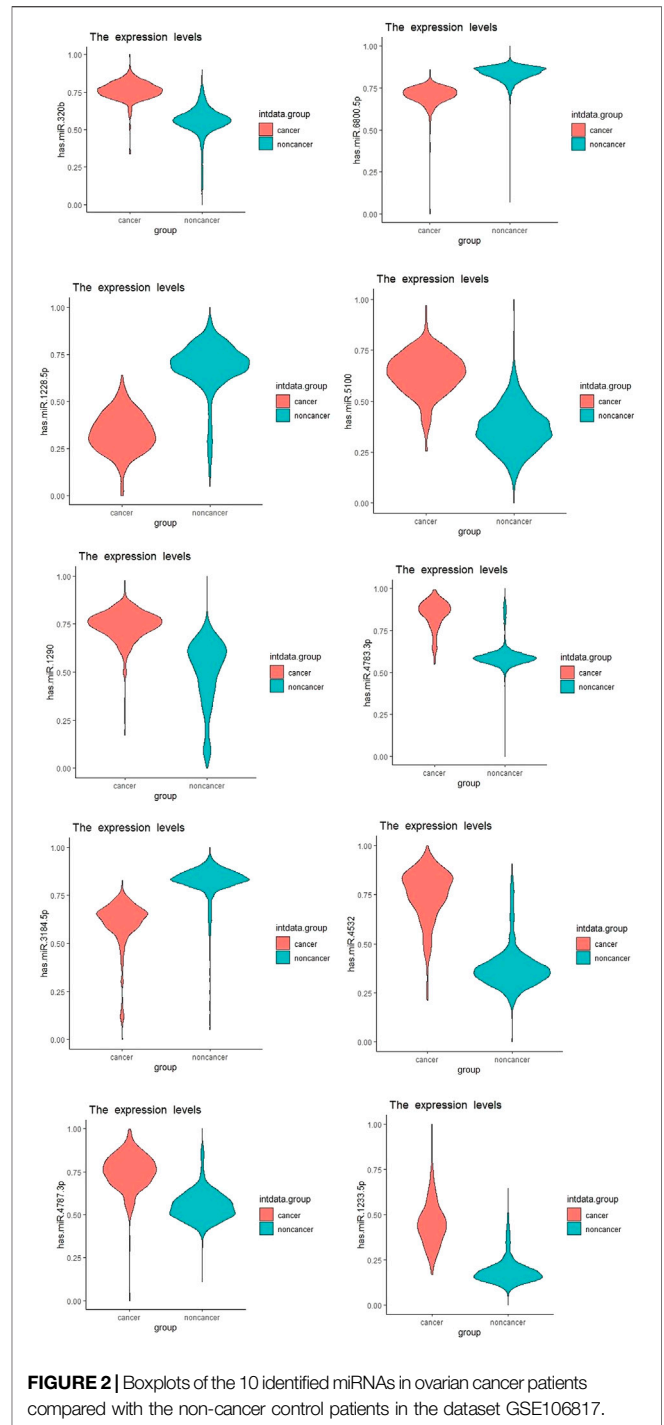 The expression levels
has.miR.320b
1.00
0.75
0.50
0.25
0.00
cancer
noncancer
group
intdata.group
cancer
noncancer
The expression levels
has.miR.6800.5p
1.00
0.75
0.50
0.25
0.00
cancer
noncancer
group
intdata.group
cancer
noncancer
The expression levels
has.miR.1228.5p
1.00
0.75
0.50
0.25
0.00
cancer
noncancer
group
intdata.group
cancer
noncancer
The expression levels
has.miR.5100
1.00
0.75
0.50
0.25
0.00
cancer
noncancer
group
intdata.group
cancer
noncancer
The expression levels
has.miR.1290
1.00
0.75
0.50
0.25
0.00
cancer
noncancer
group
intdata.group
cancer
noncancer
The expression levels
has.miR.4783.3p
1.00
0.75
0.50
0.25
0.00
cancer
noncancer
group
intdata.group
cancer
noncancer
The expression levels
has.miR.3184.5p
1.00
0.75
0.50
0.25
0.00
cancer
noncancer
group
intdata.group
cancer
noncancer
The expression levels
has.miR.4532
1.00
0.75
0.50
0.25
0.00
cancer
noncancer
group
intdata.group
cancer
noncancer
The expression levels
has.miR.4787.3p
1.00
0.75
0.50
0.25
0.00
cancer
noncancer
group
intdata.group
cancer
noncancer
The expression levels
has.miR.1233.5p
1.00
0.75
0.50
0.25
0.00
cancer
noncancer
group
intdata.group
cancer
noncancer
FIGURE 2 | Boxplots of the 10 identified miRNAs in ovarian cancer patients
compared with the non-cancer control patients in the dataset GSE106817.